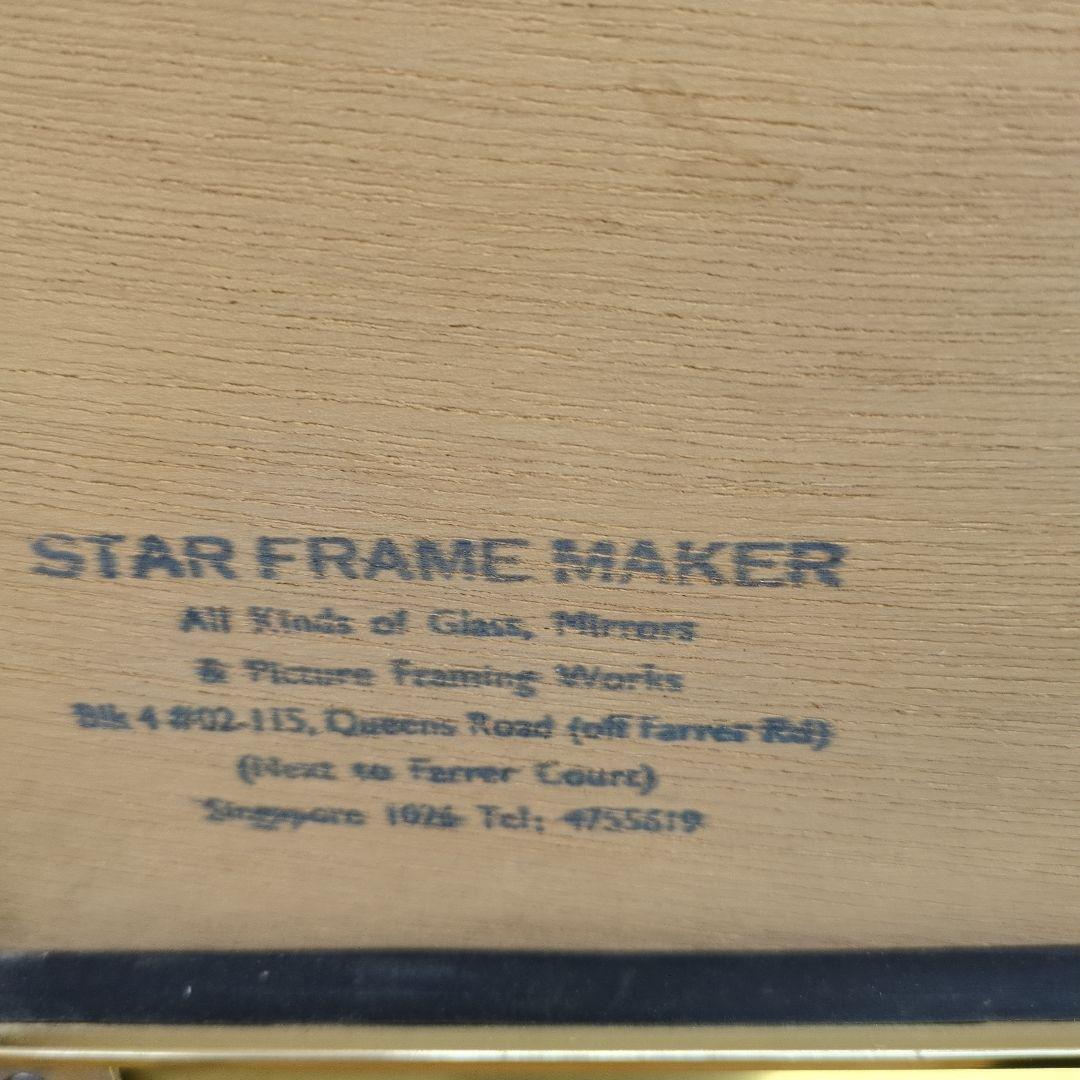 STAR FRAME MAKER
All Kinds of Glass, Mirrors
& Picture Framing Works
Blk 4 #02-115, Queens Road (off Farrer Rd)
(Next to Farrer Court)
Singapore 1026 Tel: 4755619